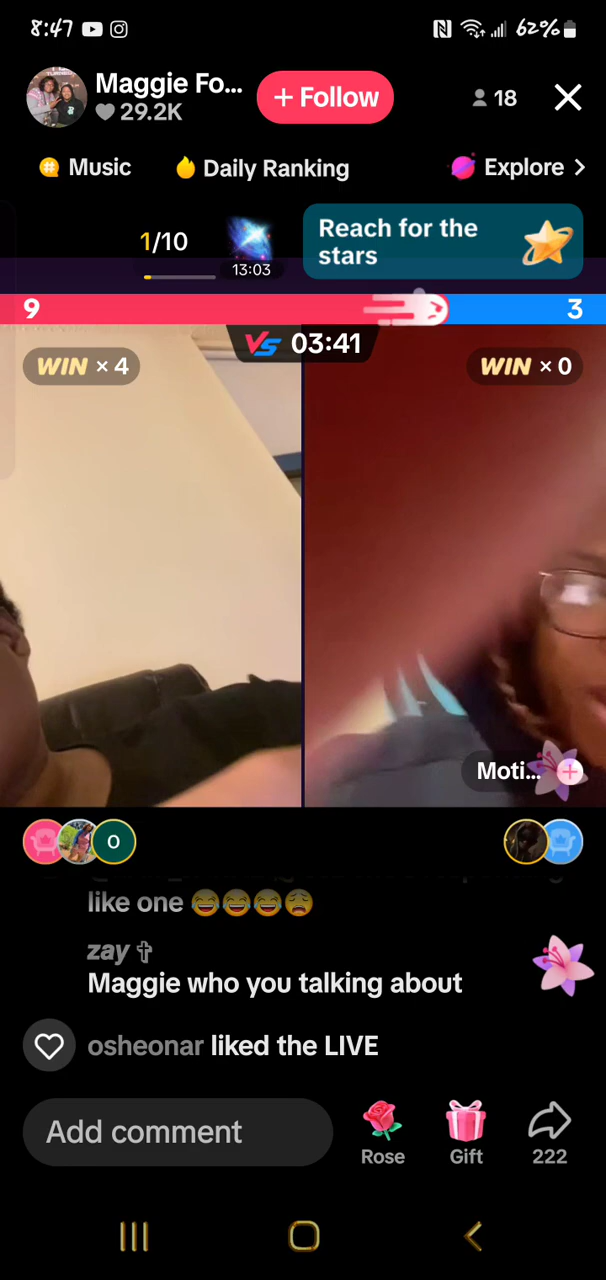 8:47
62%
Maggie Fo...
29.2K
+ Follow
18
Music
Daily Ranking
Explore >
1/10
13:03
Reach for the
stars
9
3
VS 03:41
WIN × 4
WIN × 0
Moti...
0
like one 😂😂😂😩
zay ✞
Maggie who you talking about
osheonar liked the LIVE
Add comment
Rose
Gift
222